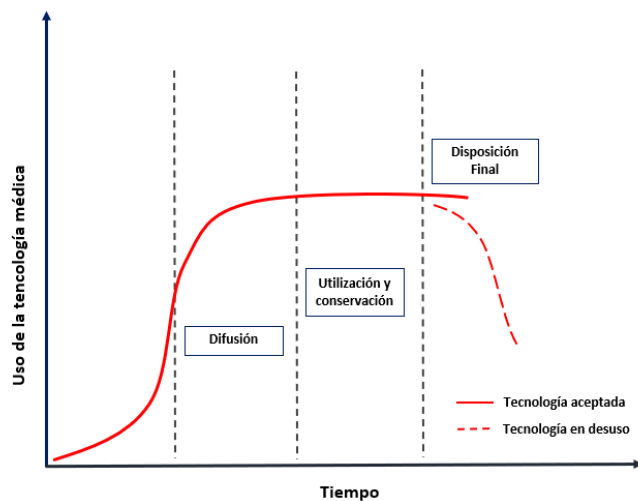 Uso de la tencología médica
Disposición
Final
Utilización y
conservación
Difusión
Tecnología aceptada
Tecnología en desuso
Tiempo